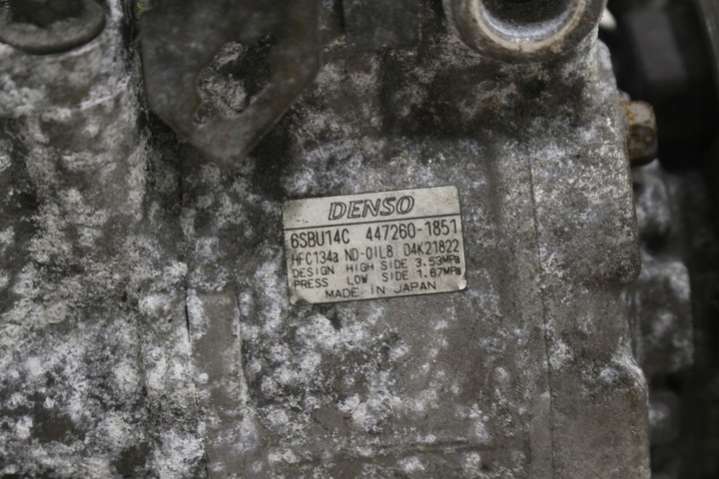 DENSO
6SBU14C 447260-1851
HFC134a ND-OIL8 D4K21822
DESIGN HIGH SIDE 3.53MPa
PRESS LOW SIDE 1.67MPa
MADE IN JAPAN